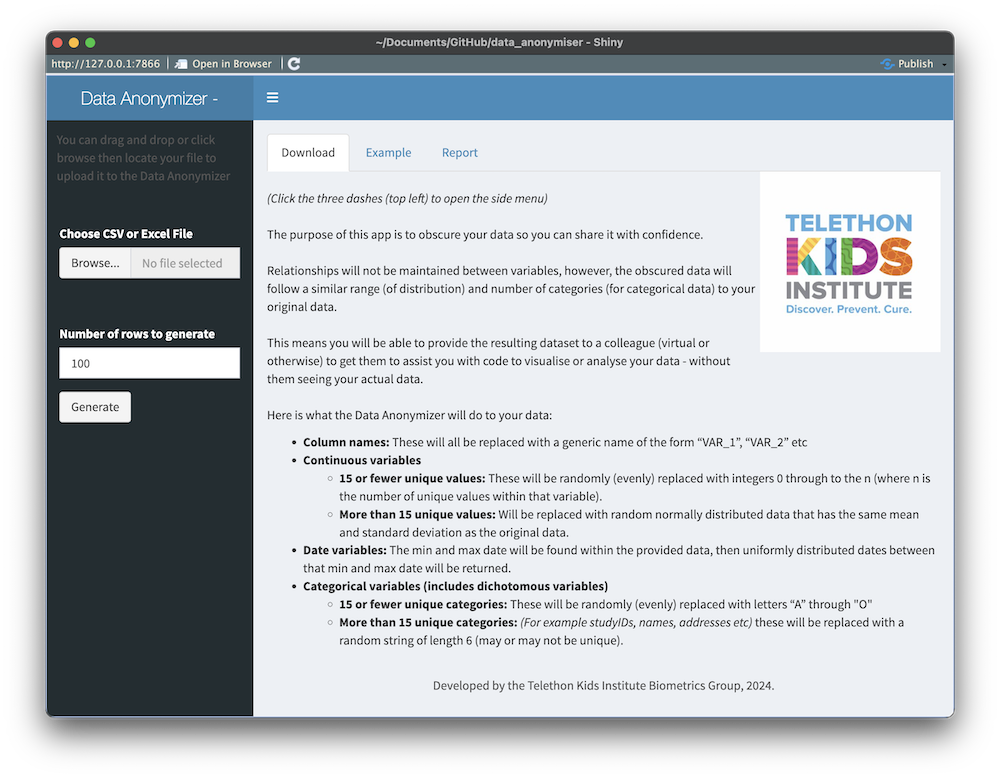 ~/Documents/GitHub/data_anonymiser - Shiny
http://127.0.0.1:7866 Open in Browser Publish
Data Anonymizer -
You can drag and drop or click
browse then locate your file to
upload it to the Data Anonymizer
Choose CSV or Excel File
Browse... No file selected
Number of rows to generate
100
Generate
Download Example Report
(Click the three dashes (top left) to open the side menu)
The purpose of this app is to obscure your data so you can share it with confidence.
Relationships will not be maintained between variables, however, the obscured data will
follow a similar range (of distribution) and number of categories (for categorical data) to your
original data.
This means you will be able to provide the resulting dataset to a colleague (virtual or
otherwise) to get them to assist you with code to visualise or analyse your data - without
them seeing your actual data.
TELETHON
KIDS
INSTITUTE
Discover. Prevent. Cure.
Here is what the Data Anonymizer will do to your data:
• Column names: These will all be replaced with a generic name of the form “VAR_1”, “VAR_2” etc
• Continuous variables
◦ 15 or fewer unique values: These will be randomly (evenly) replaced with integers 0 through to the n (where n is
the number of unique values within that variable).
◦ More than 15 unique values: Will be replaced with random normally distributed data that has the same mean
and standard deviation as the original data.
• Date variables: The min and max date will be found within the provided data, then uniformly distributed dates between
that min and max date will be returned.
• Categorical variables (includes dichotomous variables)
◦ 15 or fewer unique categories: These will be randomly (evenly) replaced with letters “A” through "O"
◦ More than 15 unique categories: (For example studyIDs, names, addresses etc) these will be replaced with a
random string of length 6 (may or may not be unique).
Developed by the Telethon Kids Institute Biometrics Group, 2024.